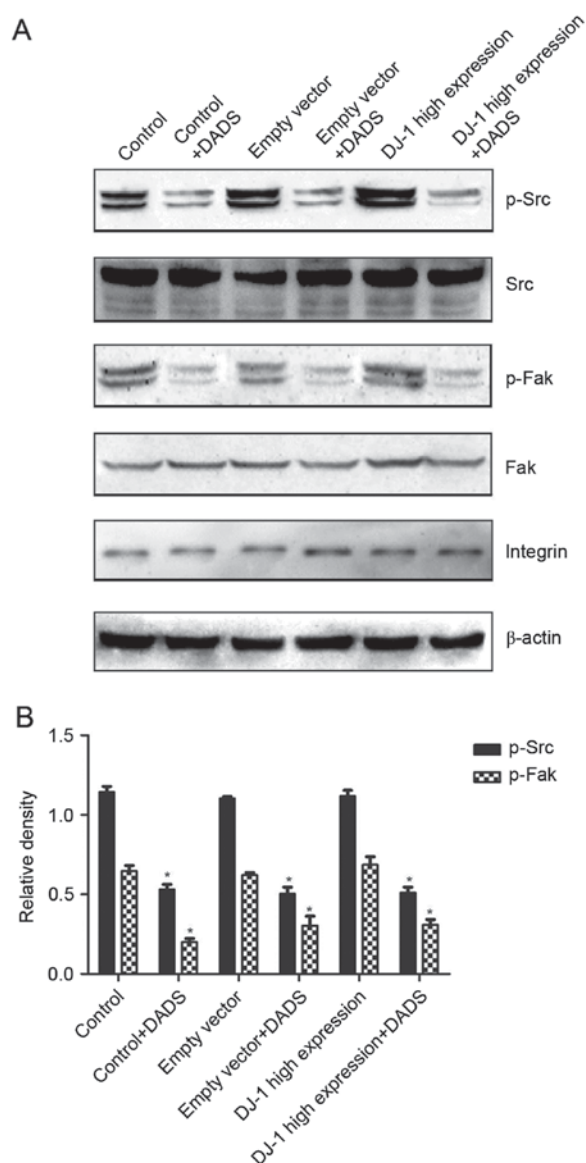 A
Control
Control
+DADS
Empty vector
Empty vector
+DADS
DJ-1 high expression
DJ-1 high expression
+DADS
p-Src
Src
p-Fak
Fak
Integrin
β-actin
B
1.5
1.0
0.5
0.0
Relative density
p-Src
p-Fak
* * * * * *
Control
Control+DADS
Empty vector
Empty vector+DADS
DJ-1 high expression
DJ-1 high expression+DADS